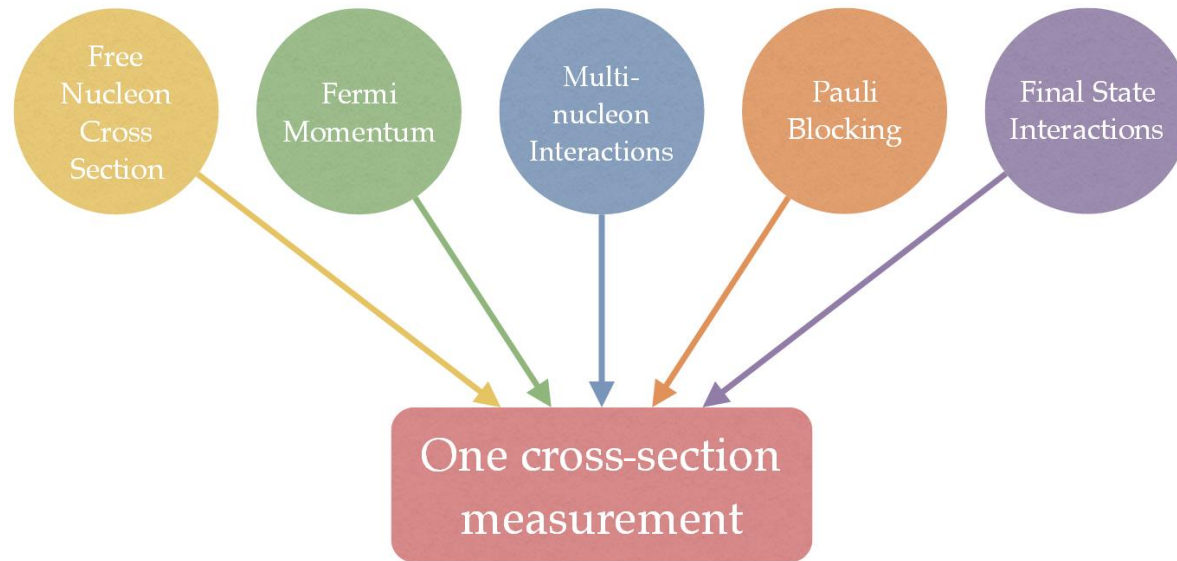 Free
Nucleon
Cross
Section
Fermi
Momentum
Multi-
nucleon
Interactions
Pauli
Blocking
Final State
Interactions
One cross-section
measurement